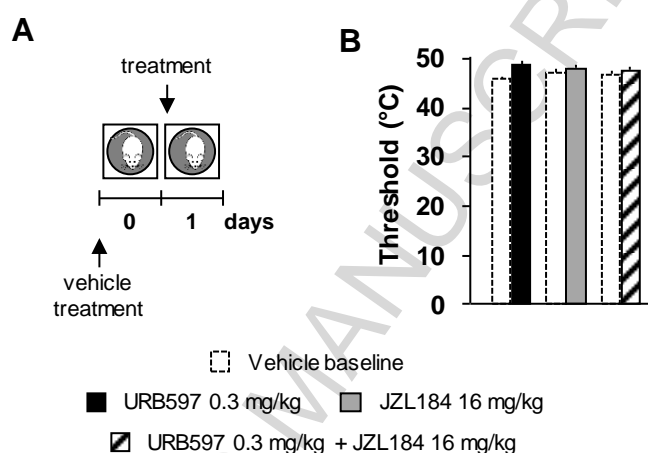 A
treatment
0 1 days
vehicle
treatment
B
Threshold (°C)
50
40
30
20
10
0
MANUSCRI
Vehicle baseline
URB597 0.3 mg/kg JZL184 16 mg/kg
URB597 0.3 mg/kg + JZL184 16 mg/kg